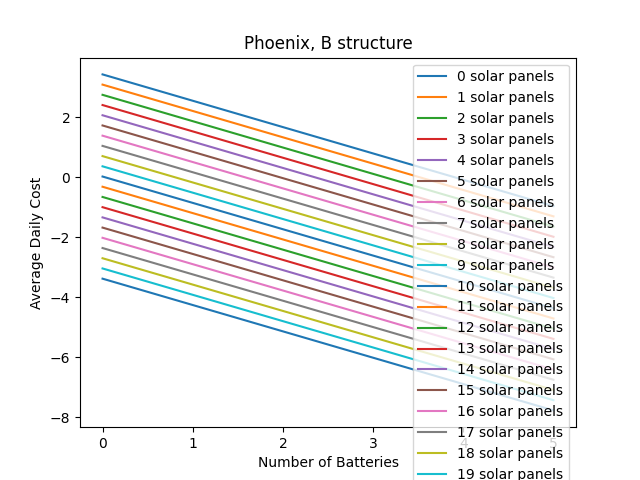 Phoenix, B structure
Average Daily Cost
2
0
−2
−4
−6
−8
0
1
2
3
4
5
Number of Batteries
0 solar panels
1 solar panels
2 solar panels
3 solar panels
4 solar panels
5 solar panels
6 solar panels
7 solar panels
8 solar panels
9 solar panels
10 solar panels
11 solar panels
12 solar panels
13 solar panels
14 solar panels
15 solar panels
16 solar panels
17 solar panels
18 solar panels
19 solar panels